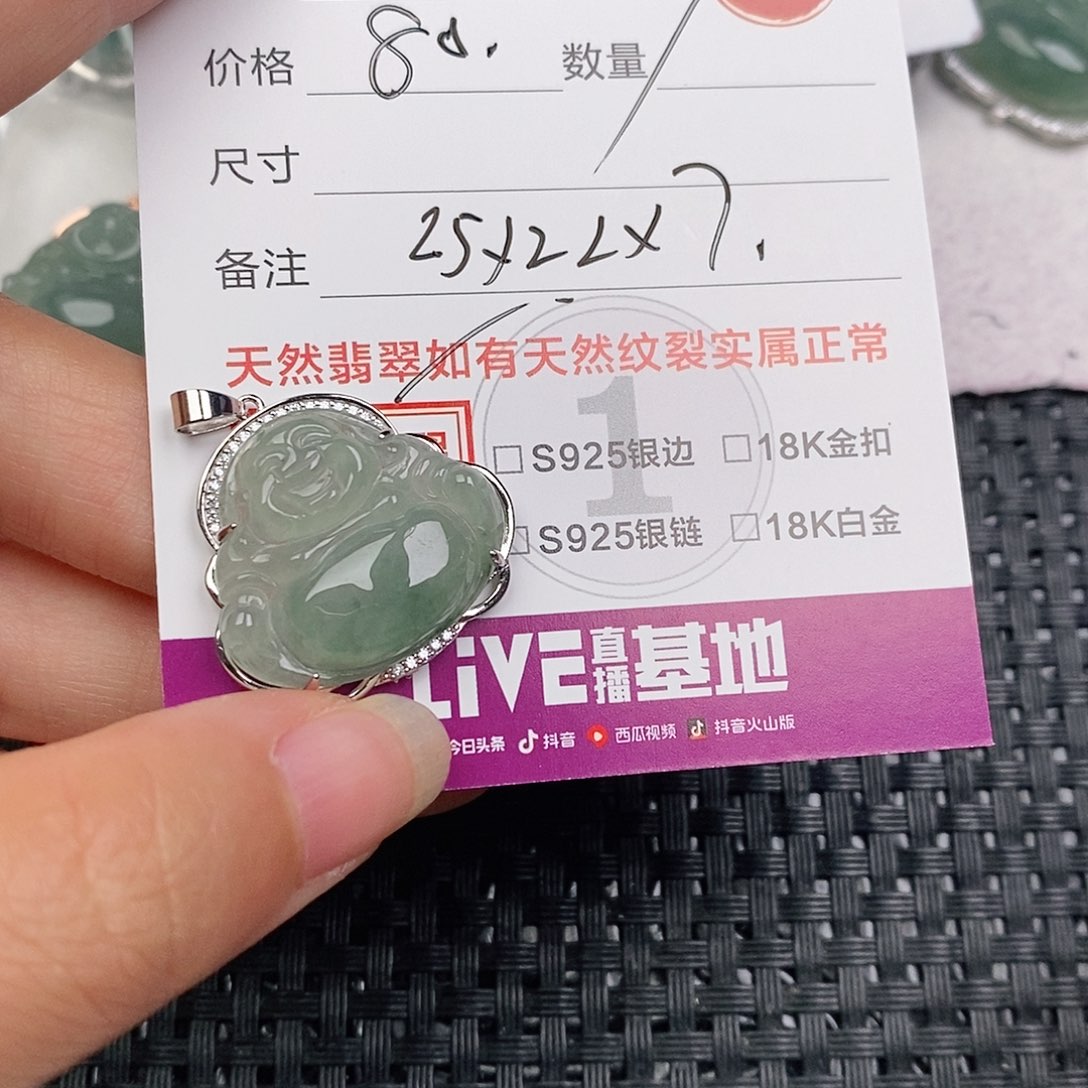 价格 80. 数量
尺寸
备注 25x22x7.
天然翡翠如有天然纹裂实属正常
1
S925银边 18K金扣
S925银链 18K白金
LiVE直播基地
今日头条 抖音 西瓜视频 抖音火山版